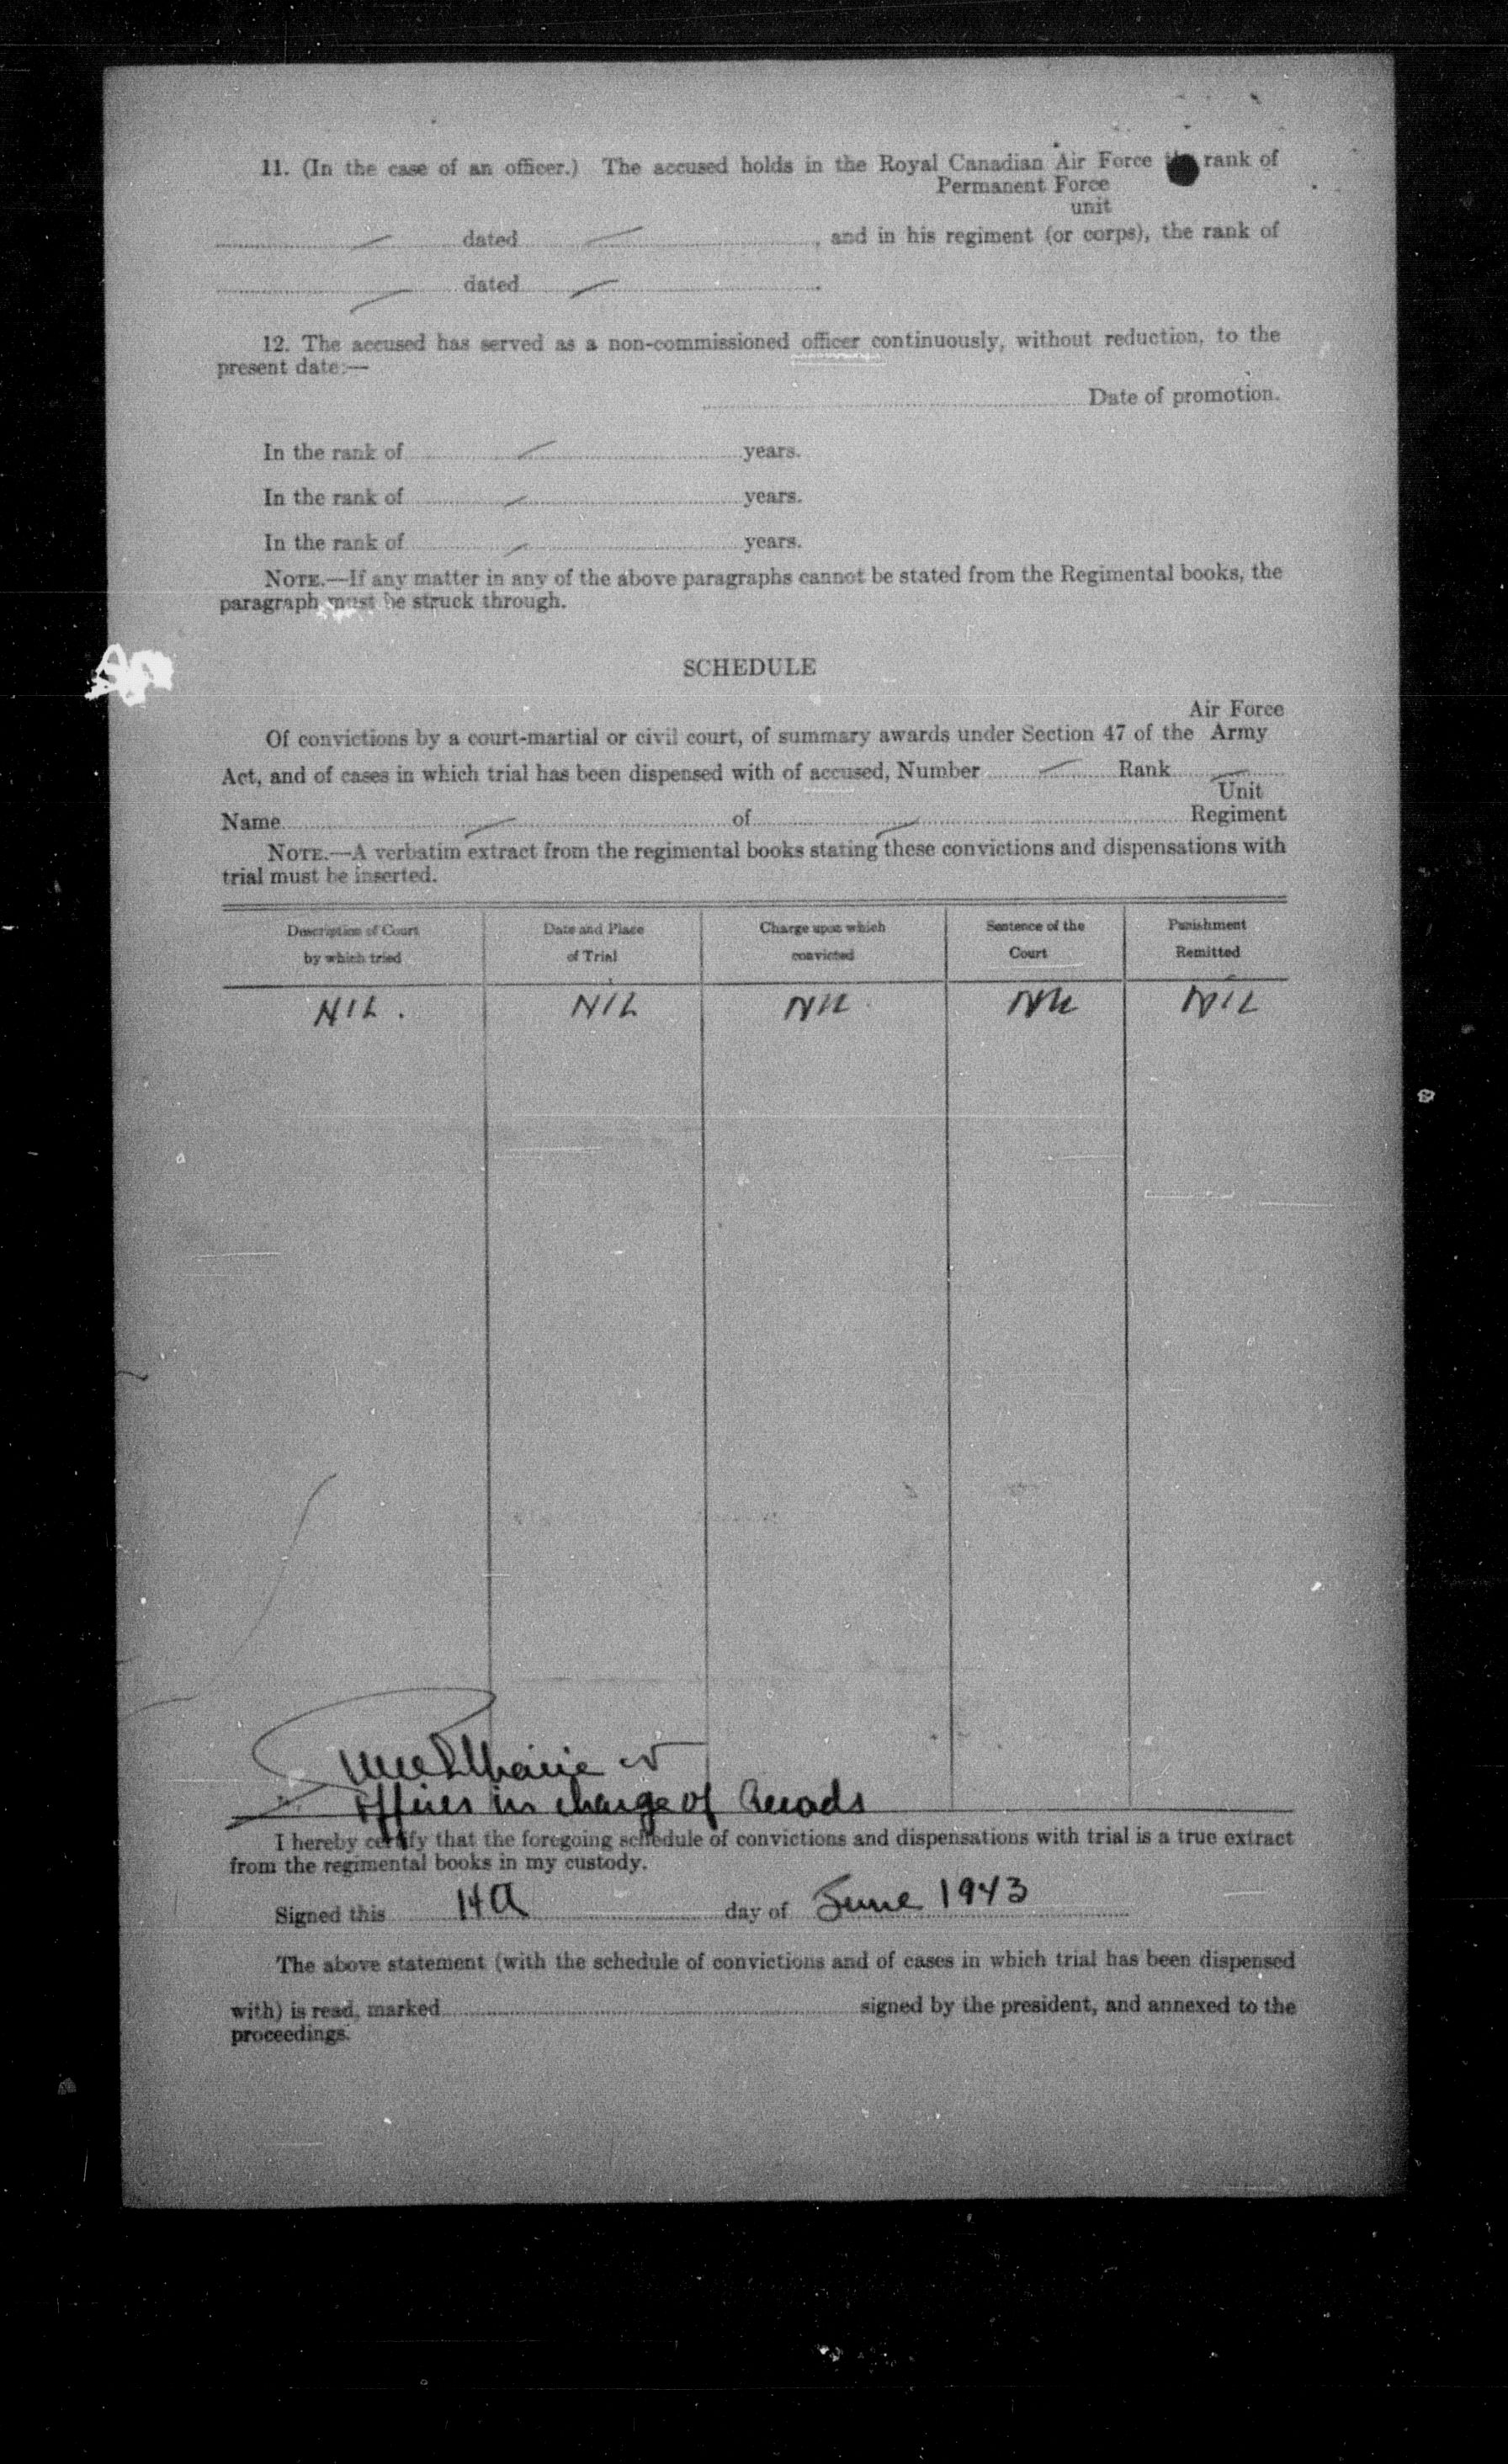 11. (In the case of an officer.) The accused holds in the Royal Canadian Air Force the rank of
Permanent Force
unit
dated , and in his regiment (or corps), the rank of
dated .
12. The accused has served as a non-commissioned officer continuously, without reduction, to the
present date:—
Date of promotion.
In the rank of years.
In the rank of years.
In the rank of years.
NOTE.—If any matter in any of the above paragraphs cannot be stated from the Regimental books, the
paragraph must be struck through.
SCHEDULE
Air Force
Of convictions by a court-martial or civil court, of summary awards under Section 47 of the Army
Act, and of cases in which trial has been dispensed with of accused, Number Rank
Unit
Name of Regiment
NOTE.—A verbatim extract from the regimental books stating these convictions and dispensations with
trial must be inserted.
Description of Court Date and Place Charge upon which Sentence of the Punishment
by which tried of Trial convicted Court Remitted
NIL. NIL NIL NIL NIL
Officer in charge of Records
I hereby certify that the foregoing schedule of convictions and dispensations with trial is a true extract
from the regimental books in my custody.
Signed this day of June 1943
The above statement (with the schedule of convictions and of cases in which trial has been dispensed
with) is read, marked signed by the president, and annexed to the
proceedings.